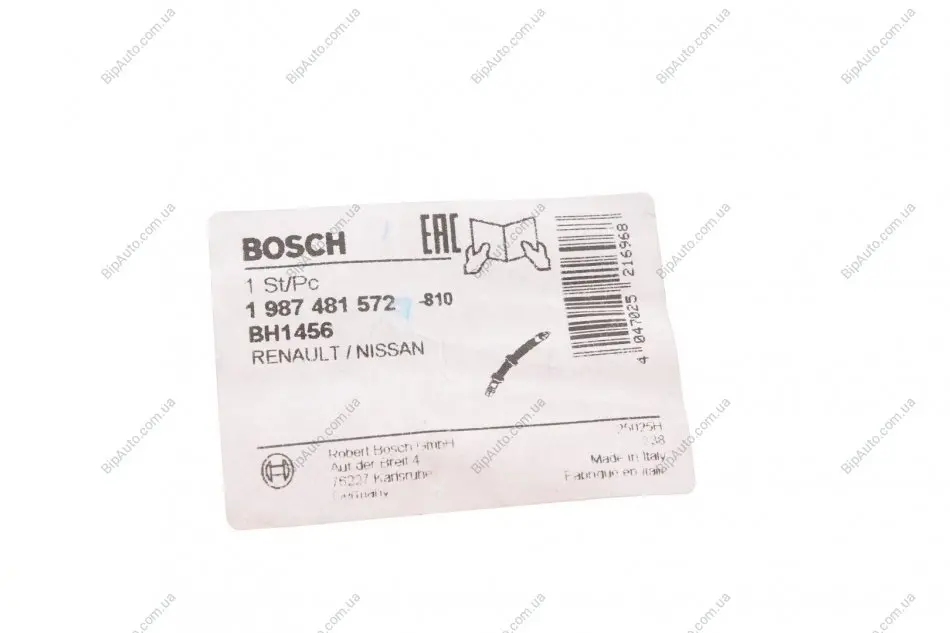 BOSCH
EAC
1 St/Pc
1 987 481 572 -810
BH1456
RENAULT / NISSAN
4 047025 216968
Robert Bosch GmbH
Auf der Breit 4
76227 Karlsruhe
Germany
Made in Italy
Fabriqué en Italie
BipAuto.com.ua